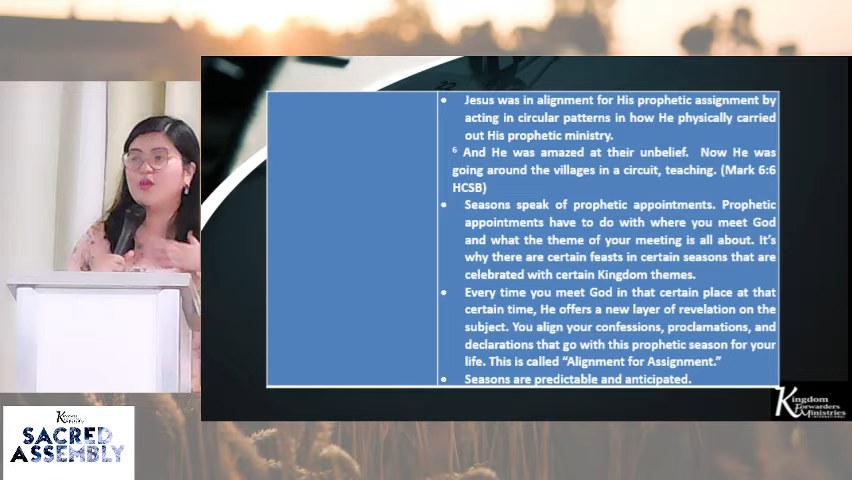 • Jesus was in alignment for His prophetic assignment by
acting in circular patterns in how He physically carried
out His prophetic ministry.
⁶ And He was amazed at their unbelief. Now He was
going around the villages in a circuit, teaching. (Mark 6:6
HCSB)
• Seasons speak of prophetic appointments. Prophetic
appointments have to do with where you meet God
and what the theme of your meeting is all about. It's
why there are certain feasts in certain seasons that are
celebrated with certain Kingdom themes.
• Every time you meet God in that certain place at that
certain time, He offers a new layer of revelation on the
subject. You align your confessions, proclamations, and
declarations that go with this prophetic season for your
life. This is called “Alignment for Assignment.”
• Seasons are predictable and anticipated.
Kingdom
Forwarders
Ministries
SACRED
ASSEMBLY